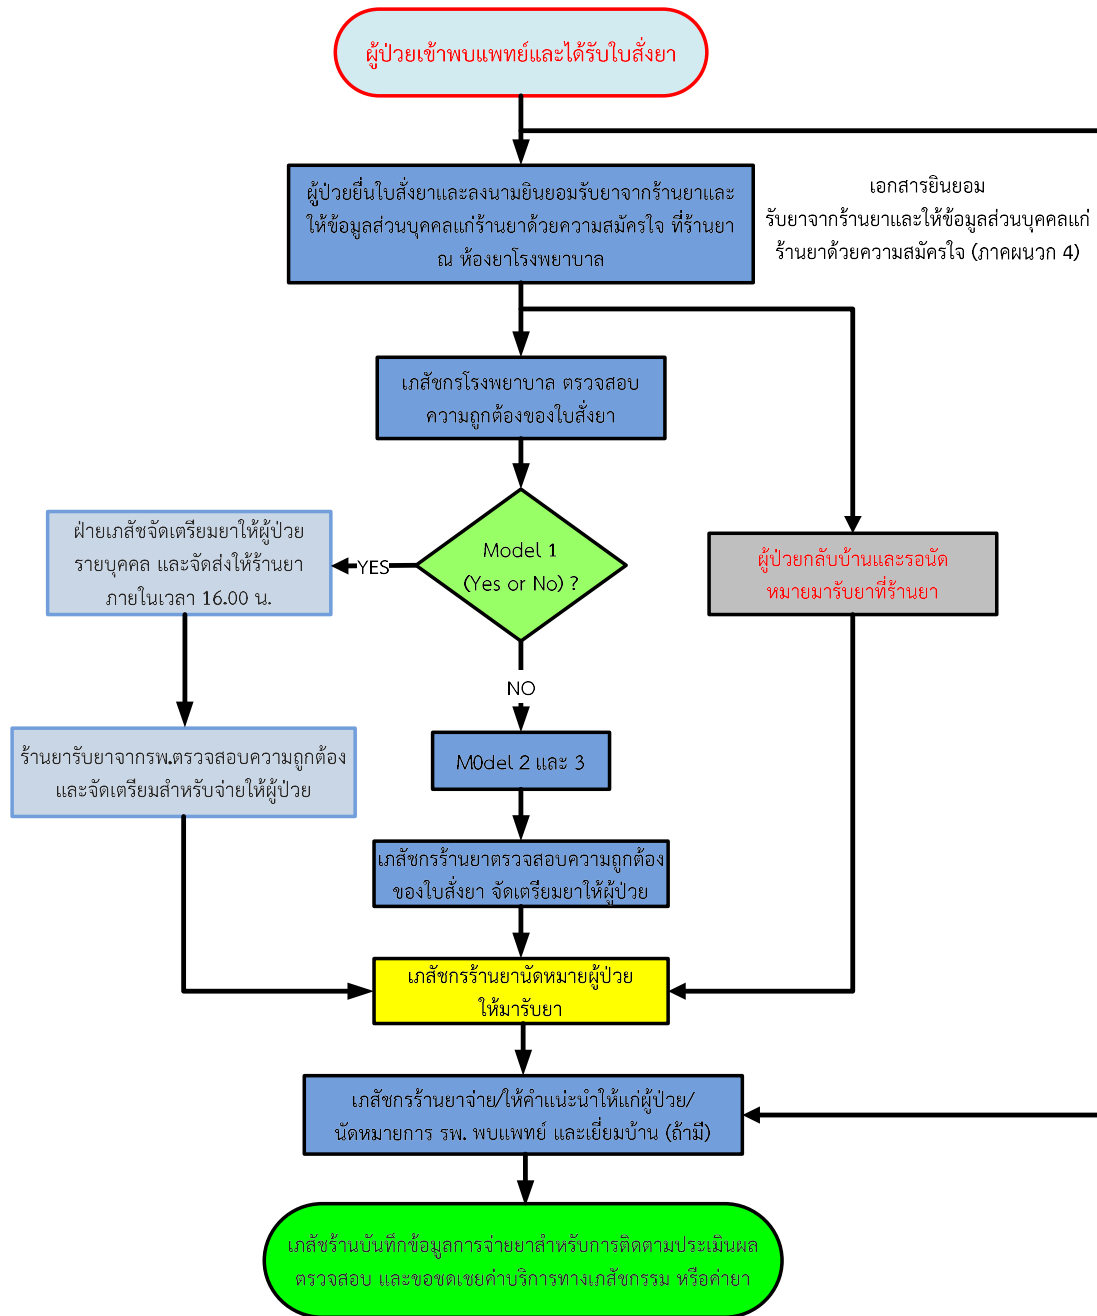 ผู้ป่วยเข้าพบแพทย์และได้รับใบสั่งยา
ผู้ป่วยยื่นใบสั่งยาและลงนามยินยอมรับยาจากร้านยาและ
ให้ข้อมูลส่วนบุคคลแก่ร้านยาด้วยความสมัครใจ ที่ร้านยา
ณ ห้องยาโรงพยาบาล
เอกสารยินยอม
รับยาจากร้านยาและให้ข้อมูลส่วนบุคคลแก่
ร้านยาด้วยความสมัครใจ (ภาคผนวก 4)
เภสัชกรโรงพยาบาล ตรวจสอบ
ความถูกต้องของใบสั่งยา
Model 1
(Yes or No) ?
YES
ฝ่ายเภสัชจัดเตรียมยาให้ผู้ป่วย
รายบุคคล และจัดส่งให้ร้านยา
ภายในเวลา 16.00 น.
ผู้ป่วยกลับบ้านและรอนัด
หมายมารับยาที่ร้านยา
NO
ร้านยารับยาจากรพ.ตรวจสอบความถูกต้อง
และจัดเตรียมสำหรับจ่ายให้ผู้ป่วย
M0del 2 และ 3
เภสัชกรร้านยาตรวจสอบความถูกต้อง
ของใบสั่งยา จัดเตรียมยาให้ผู้ป่วย
เภสัชกรร้านยานัดหมายผู้ป่วย
ให้มารับยา
เภสัชกรร้านยาจ่าย/ให้คำแน่ะนำให้แก่ผู้ป่วย/
นัดหมายการ รพ. พบแพทย์ และเยี่ยมบ้าน (ถ้ามี)
เภสัชร้านบันทึกข้อมูลการจ่ายยาสำหรับการติดตามประเมินผล
ตรวจสอบ และขอชดเชยค่าบริการทางเภสัชกรรม หรือค่ายา